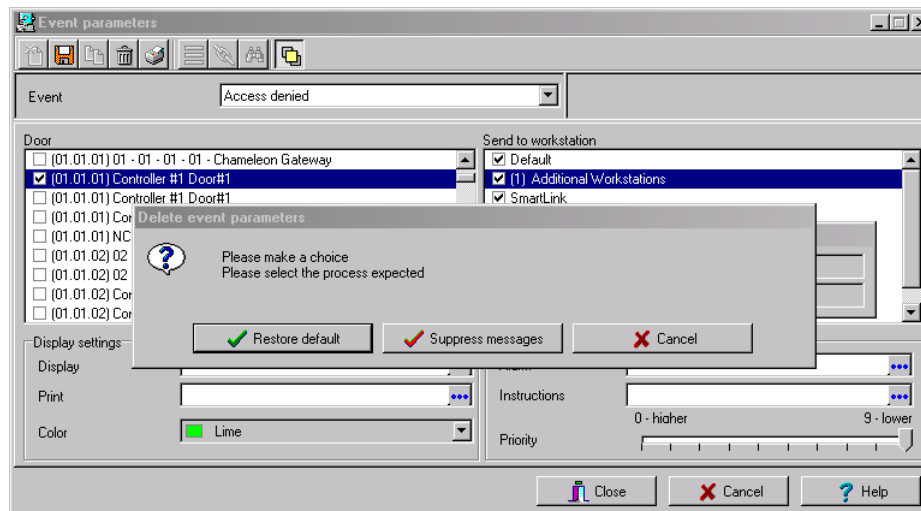 Event parameters
Event
Access denied
Door
Send to workstation
(01.01.01) 01 - 01 - 01 - 01 - Chameleon Gateway
Default
(01.01.01) Controller #1 Door#1
(1) Additional Workstations
(01.01.01) Controller #1 Door#1
SmartLink
(01.01.01) Cor
Delete event parameters
(01.01.01) NC
(01.01.02) 02
(01.01.02) 02
(01.01.02) Cor
(01.01.02) Cor
Please make a choice
Please select the process expected
Restore default
Suppress messages
Cancel
Display settings
Display
Print
Instructions
Color
Lime
0 - higher
9 - lower
Priority
Close
Cancel
Help